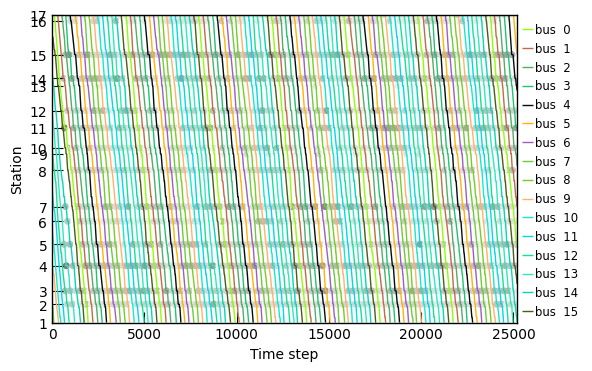 17
16
15
14
13
12
11
10
9
8
7
6
5
4
3
2
1
Station
0 5000 10000 15000 20000 25000
Time step
bus 0
bus 1
bus 2
bus 3
bus 4
bus 5
bus 6
bus 7
bus 8
bus 9
bus 10
bus 11
bus 12
bus 13
bus 14
bus 15